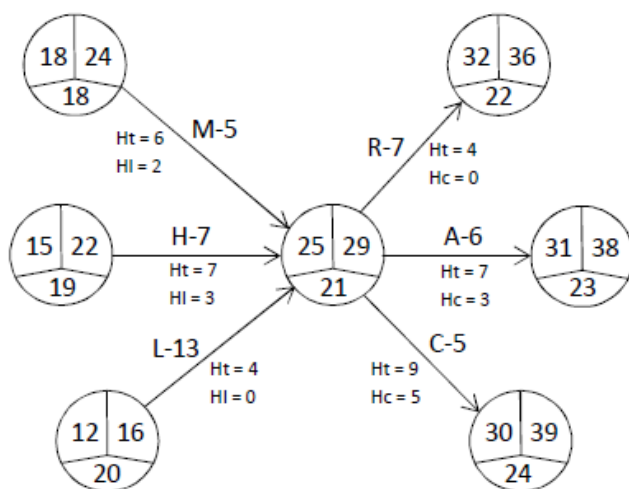 18 24
18
M-5
Ht = 6
Hl = 2
32 36
22
R-7
Ht = 4
Hc = 0
15 22
19
H-7
Ht = 7
Hl = 3
25 29
21
A-6
Ht = 7
Hc = 3
31 38
23
L-13
Ht = 4
Hl = 0
12 16
20
C-5
Ht = 9
Hc = 5
30 39
24